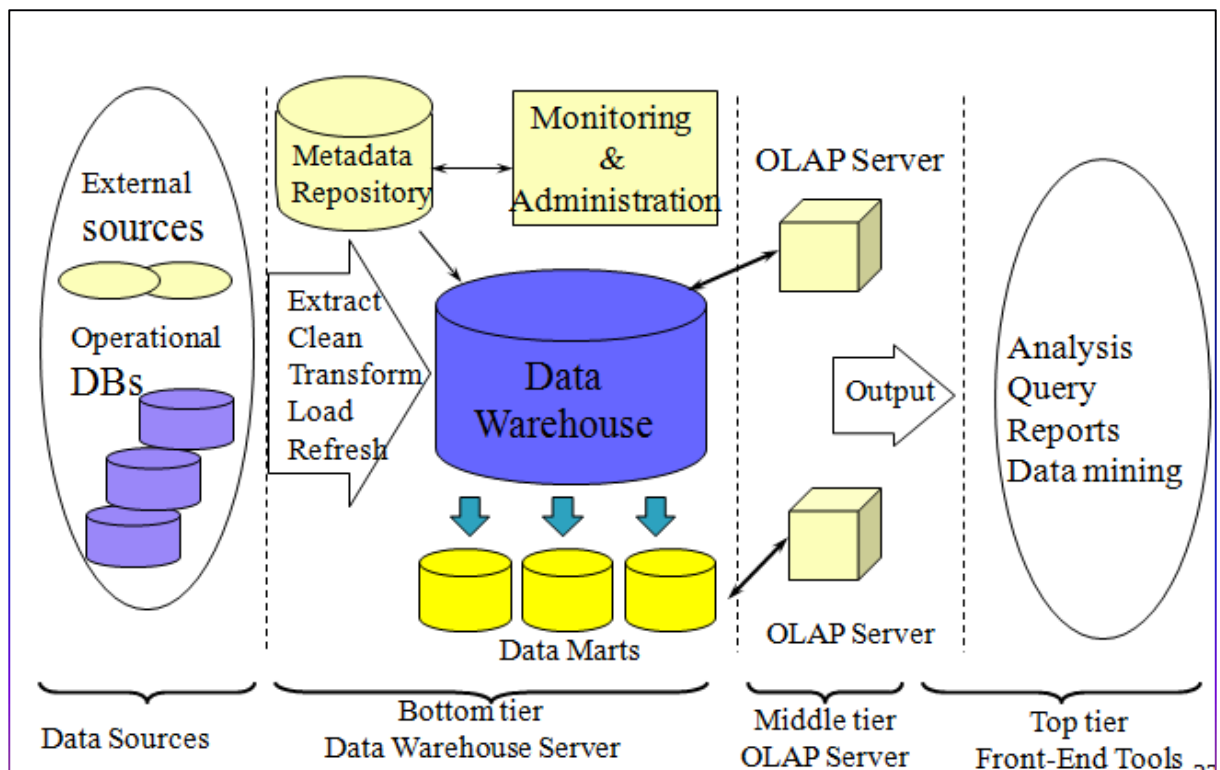 External
sources
Operational
DBs
Metadata
Repository
Monitoring
&
Administration
Extract
Clean
Transform
Load
Refresh
Data
Warehouse
Data Marts
OLAP Server
OLAP Server
Output
Analysis
Query
Reports
Data mining
Data Sources
Bottom tier
Data Warehouse Server
Middle tier
OLAP Server
Top tier
Front-End Tools